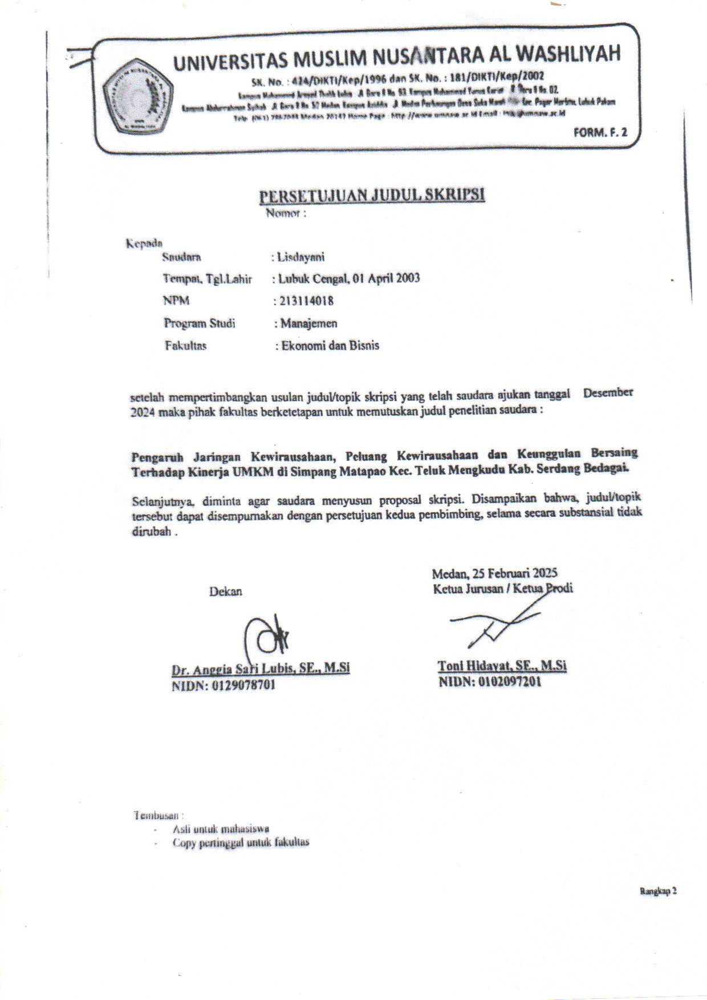 UNIVERSITAS MUSLIM NUSANTARA AL WASHLIYAH
SK. No. : 424/DIKTI/Kep/1996 dan SK. No. : 181/DIKTI/Kep/2002
FORM. F. 2
PERSETUJUAN JUDUL SKRIPSI
Nomor :
Kepada
Saudara : Lisdayani
Tempat, Tgl.Lahir : Lubuk Cengal, 01 April 2003
NPM : 213114018
Program Studi : Manajemen
Fakultas : Ekonomi dan Bisnis
setelah mempertimbangkan usulan judul/topik skripsi yang telah saudara ajukan tanggal Desember
2024 maka pihak fakultas berketetapan untuk memutuskan judul penelitian saudara :
Pengaruh Jaringan Kewirausahaan, Peluang Kewirausahaan dan Keunggulan Bersaing
Terhadap Kinerja UMKM di Simpang Matapao Kec. Teluk Mengkudu Kab. Serdang Bedagai.
Selanjutnya, diminta agar saudara menyusun proposal skripsi. Disampaikan bahwa, judul/topik
tersebut dapat disempurnakan dengan persetujuan kedua pembimbing, selama secara substansial tidak
dirubah .
Medan, 25 Februari 2025
Dekan Ketua Jurusan / Ketua Prodi
Dr. Anggia Sari Lubis, SE., M.Si Toni Hidayat, SE., M.Si
NIDN: 0129078701 NIDN: 0102097201
Tembusan :
- Asli untuk mahasiswa
- Copy pertinggal untuk fakultas
Rangkap 2